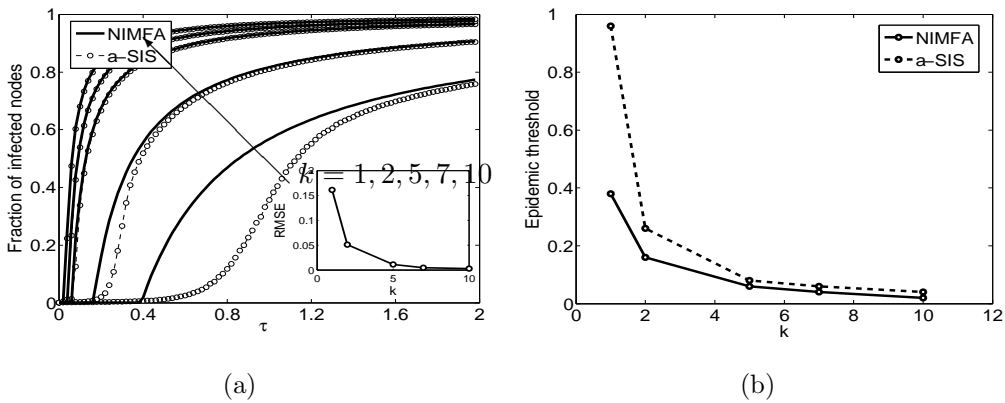 1
0.8
0.6
0.4
0.2
0
Fraction of infected nodes
NIMFA
a–SIS
k = 1, 2, 5, 7, 10
0.2
0.15
0.1
0.05
0
RMSE
0 5 10
k
0 0.4 0.8 1.2 1.6 2
τ
(a)
1
0.8
0.6
0.4
0.2
0
Epidemic threshold
NIMFA
a–SIS
0 2 4 6 8 10 12
k
(b)